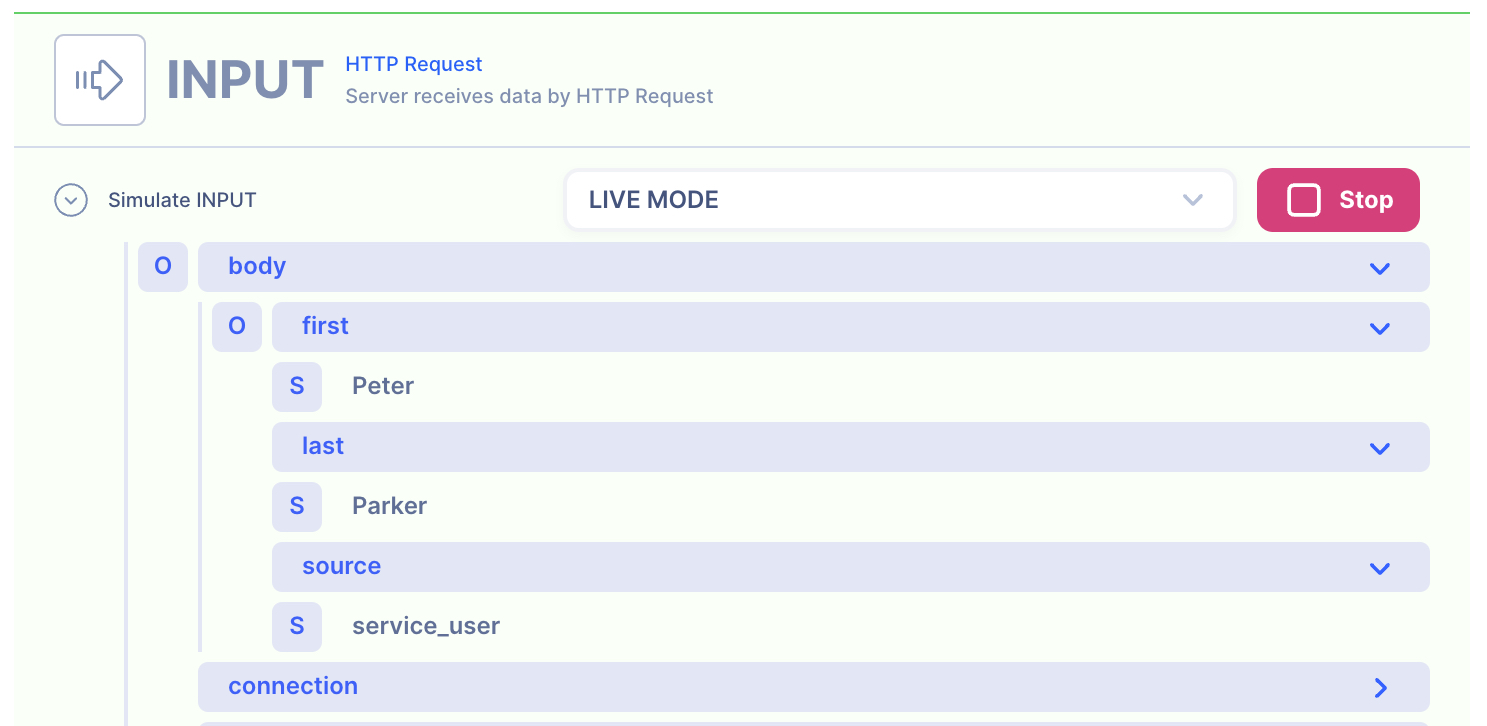 INPUT
HTTP Request
Server receives data by HTTP Request
Simulate INPUT
LIVE MODE
Stop
O body
O first
S Peter
last
S Parker
source
S service_user
connection